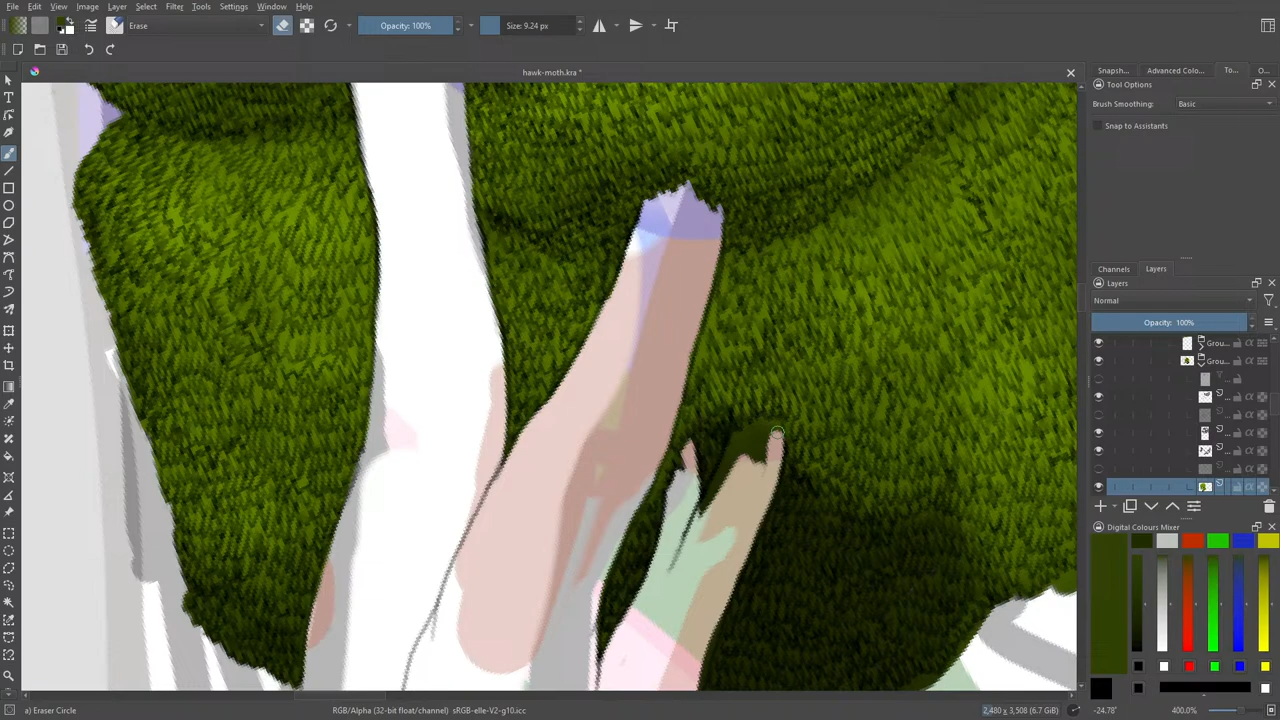 File Edit View Image Layer Select Filter Tools Settings Window Help
Erase Opacity: 100% Size: 9.24 px
hawk-moth.kra *
Snapsh... Advanced Colo... To... O...
Tool Options
Brush Smoothing: Basic
Snap to Assistants
Channels Layers
Layers
Normal
Opacity: 100%
Grou...
Grou...
Digital Colours Mixer
a) Eraser Circle RGB/Alpha (32-bit float/channel) sRGB-elle-V2-g10.icc 2,480 x 3,508 (6.7 GiB) -24.78° 400.0%